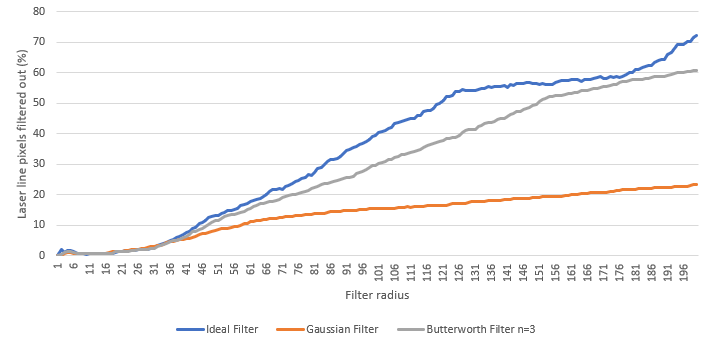 Laser line pixels filtered out (%)
80
70
60
50
40
30
20
10
0
1 6 11 16 21 26 31 36 41 46 51 56 61 66 71 76 81 86 91 96 101 106 111 116 121 126 131 136 141 146 151 156 161 166 171 176 181 186 191 196
Filter radius
Ideal Filter Gaussian Filter Butterworth Filter n=3